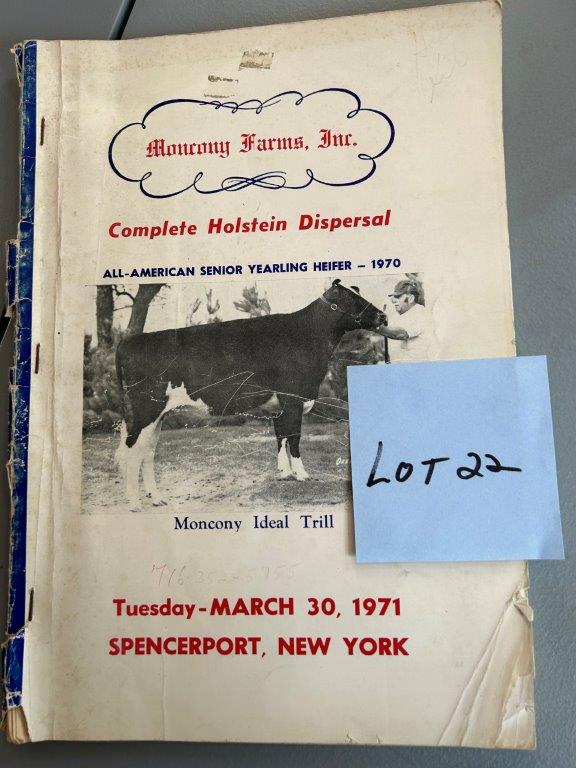 Moncony Farms, Inc.
Complete Holstein Dispersal
ALL-AMERICAN SENIOR YEARLING HEIFER – 1970
LOT 22
Moncony Ideal Trill
Tuesday-MARCH 30, 1971
SPENCERPORT, NEW YORK